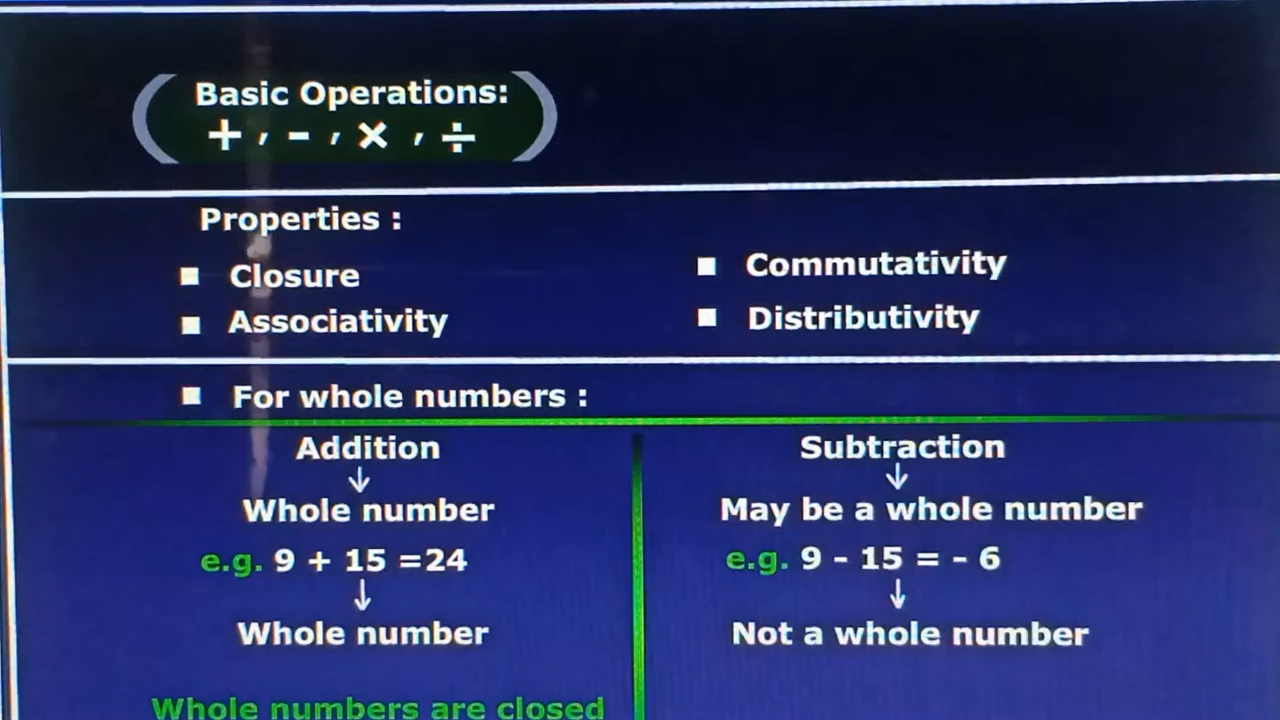 Basic Operations:
+ , - , × , ÷
Properties :
■ Closure
■ Commutativity
■ Associativity
■ Distributivity
■ For whole numbers :
Addition
↓
Whole number
e.g. 9 + 15 =24
↓
Whole number
Whole numbers are closed
Subtraction
↓
May be a whole number
e.g. 9 - 15 = - 6
↓
Not a whole number